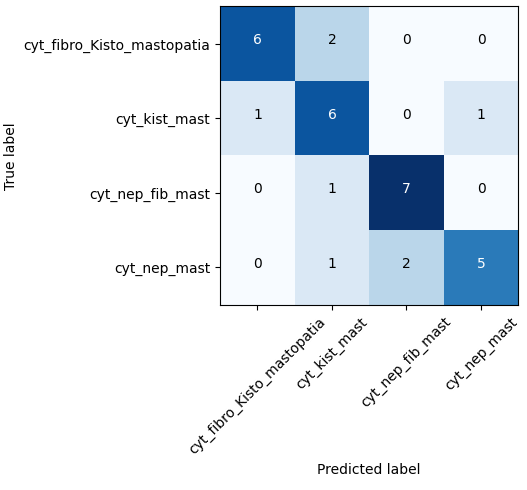 cyt_fibro_Kisto_mastopatia 6 2 0 0
cyt_kist_mast 1 6 0 1
cyt_nep_fib_mast 0 1 7 0
cyt_nep_mast 0 1 2 5
True label
cyt_fibro_Kisto_mastopatia
cyt_kist_mast
cyt_nep_fib_mast
cyt_nep_mast
Predicted label